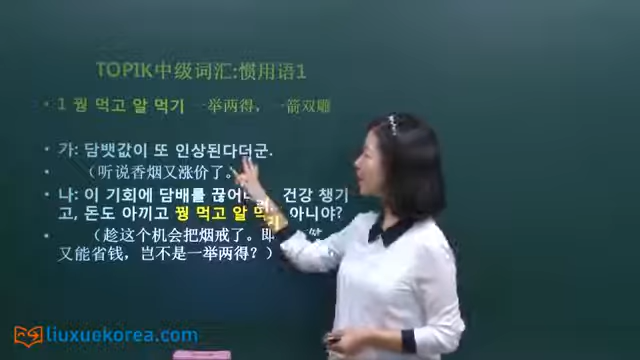 TOPIK中级词汇:惯用语1
• 1 꿩 먹고 알 먹기 一举两得，一箭双雕
• 가: 담뱃값이 또 인상된다더군.
• （听说香烟又涨价了。
• 나: 이 기회에 담배를 건강 챙기
고, 돈도 아끼고 꿩 먹고 알 먹기 아니야?
• （趁这个机会把烟戒了。
又能省钱，岂不是一举两得？）
liuxuekorea.com